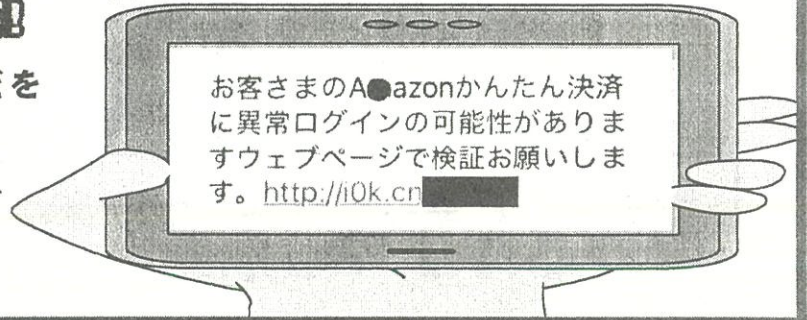 を
お客さまのA●azonかんたん決済
に異常ログインの可能性がありま
すウェブページで検証お願いしま
す。http://i0k.cn